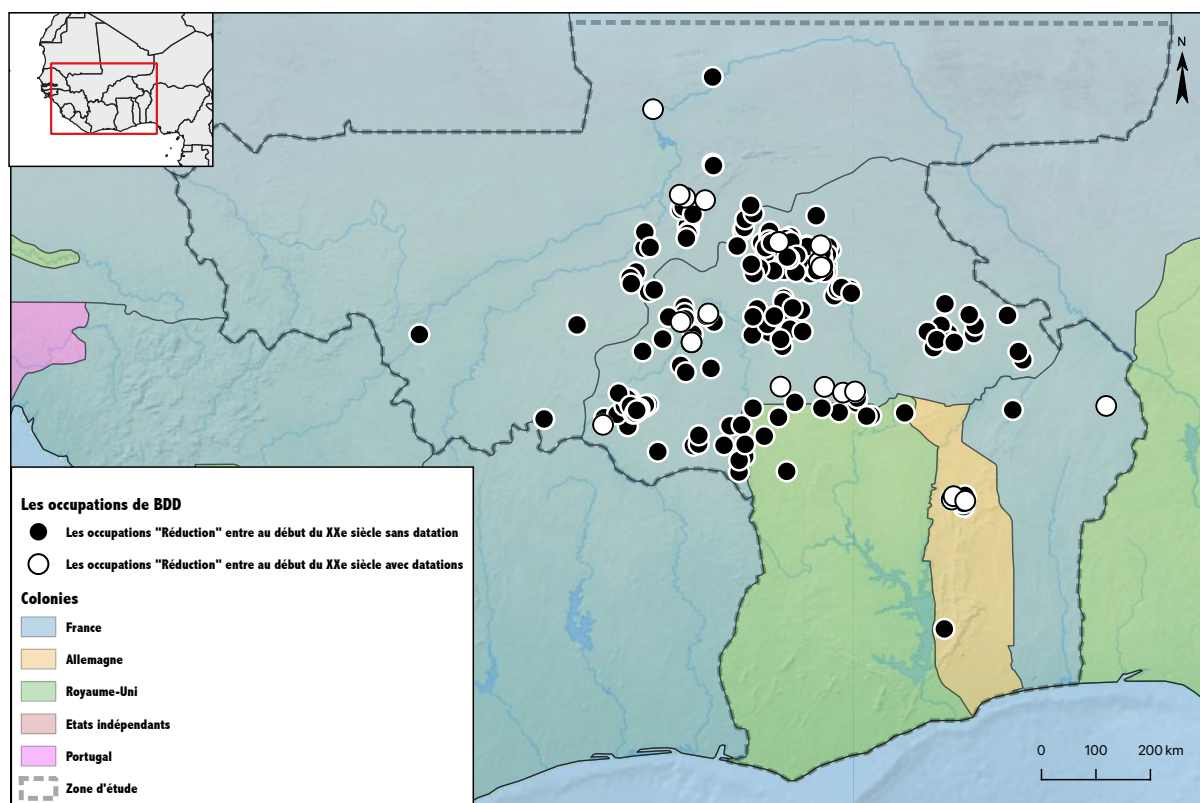 N
Les occupations de BDD
Les occupations "Réduction" entre au début du XXe siècle sans datation
Les occupations "Réduction" entre au début du XXe siècle avec datations
Colonies
France
Allemagne
Royaume-Uni
Etats indépendants
Portugal
Zone d'étude
0 100 200 km